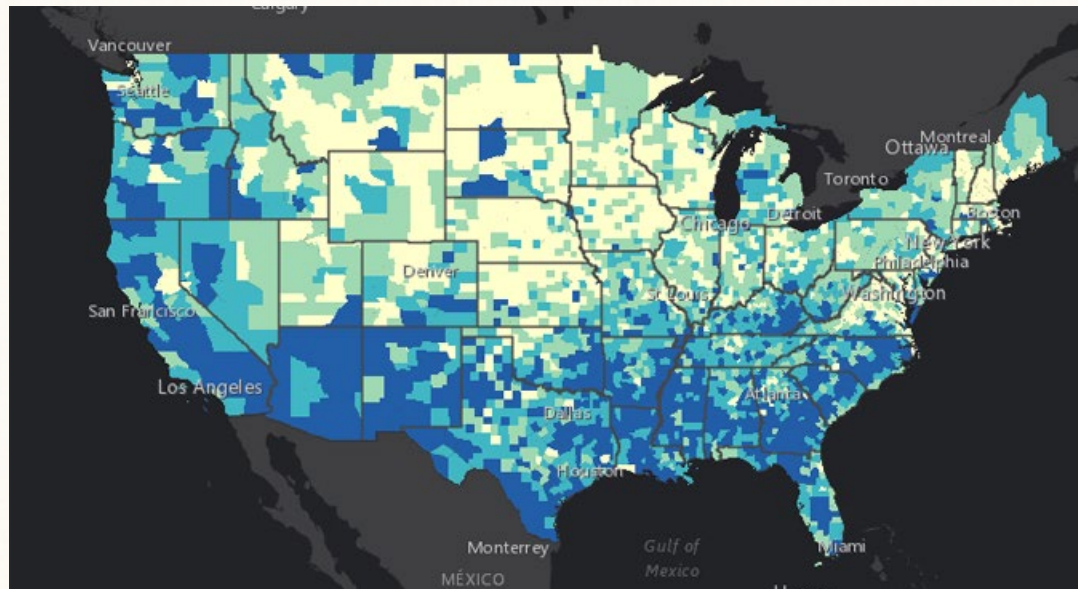 Calgary
Vancouver
Seattle
Montreal
Ottawa
Toronto
Boston
Detroit
Chicago
New York
Denver
Philadelphia
St Louis
Washington
San Francisco
Los Angeles
Atlanta
Dallas
Houston
Monterrey
Gulf of
Mexico
Miami
MÉXICO